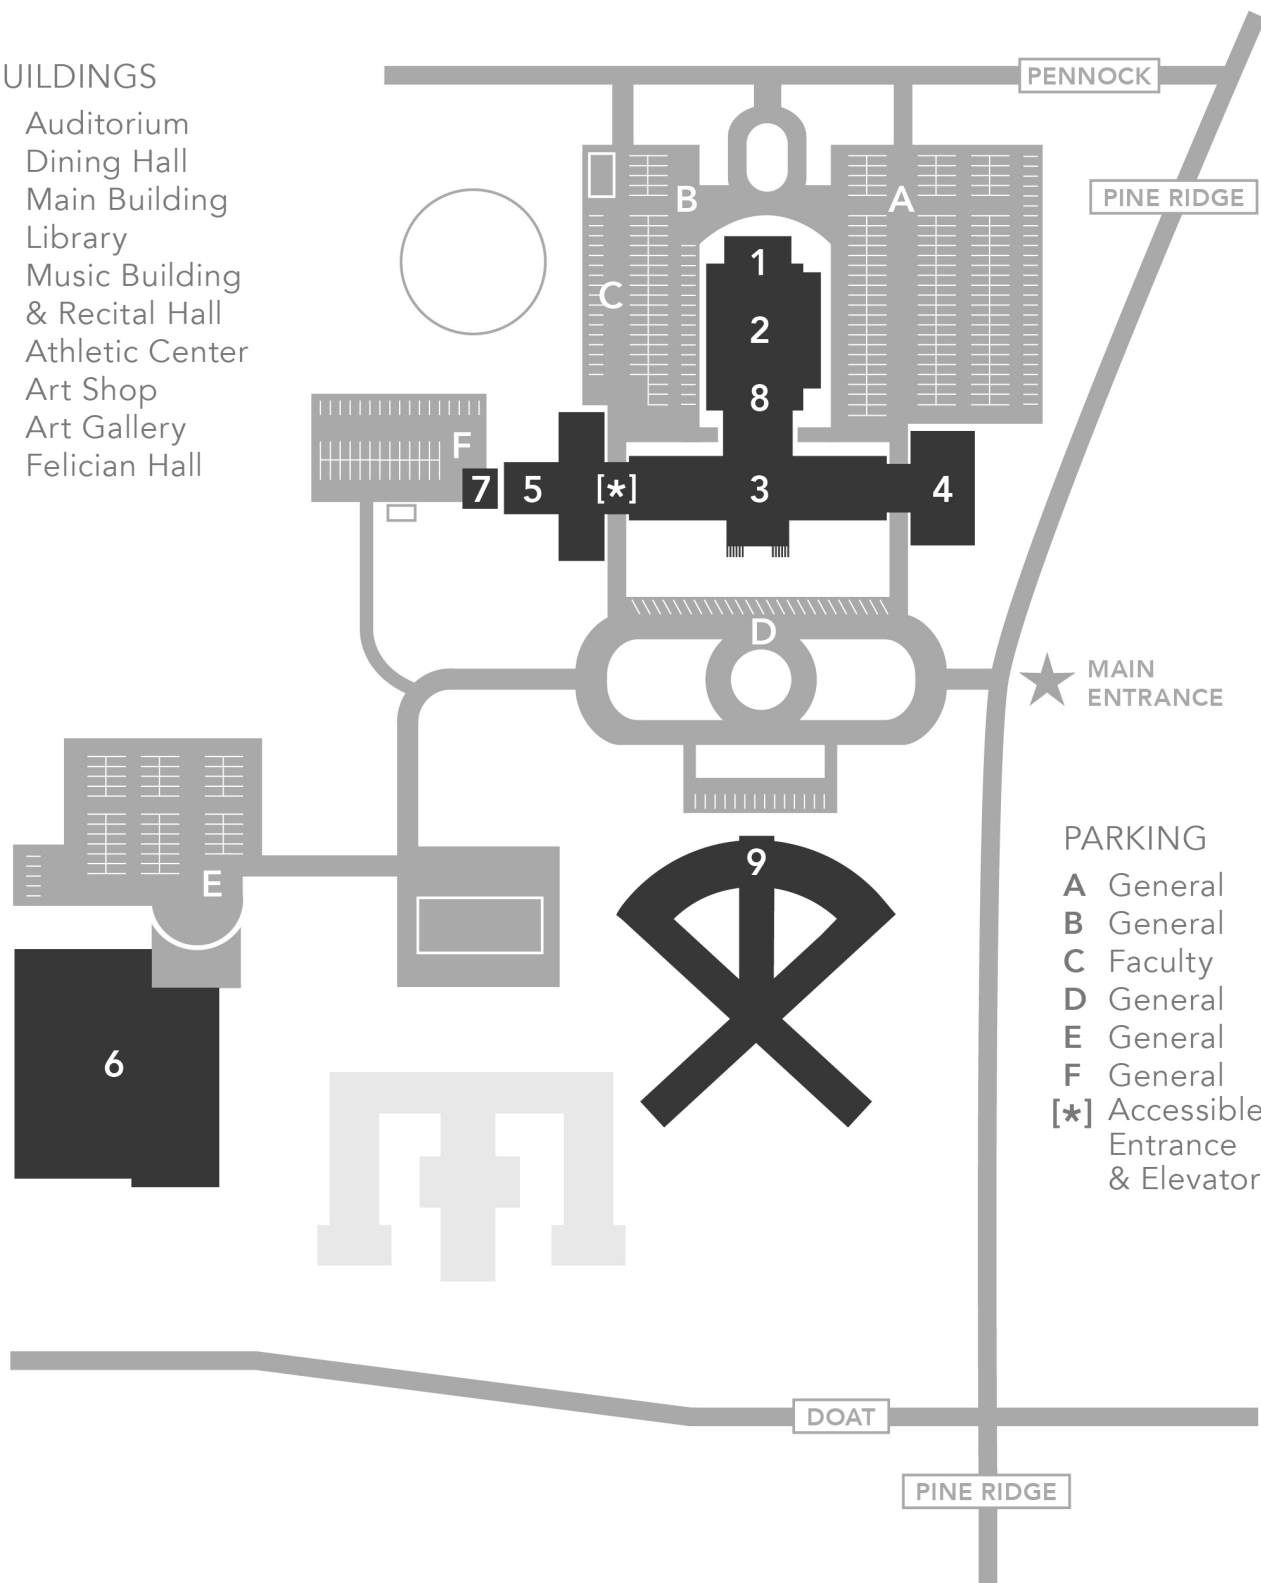 UILDINGS
Auditorium
Dining Hall
Main Building
Library
Music Building
& Recital Hall
Athletic Center
Art Shop
Art Gallery
Felician Hall
PENNOCK
PINE RIDGE
B
A
1
C
2
8
F
7
5
[*]
3
4
D
MAIN
ENTRANCE
E
9
6
PARKING
A General
B General
C Faculty
D General
E General
F General
[*] Accessible
Entrance
& Elevator
DOAT
PINE RIDGE